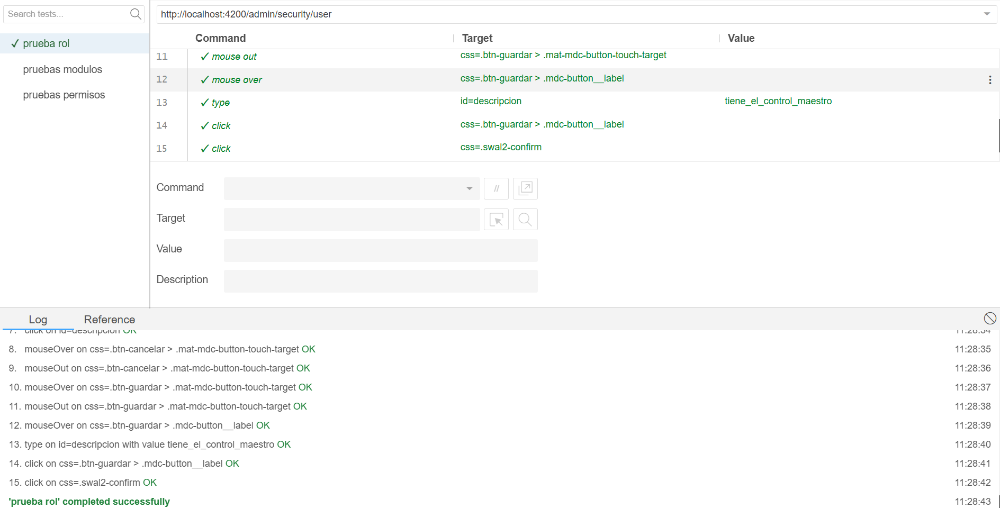 Search tests...
http://localhost:4200/admin/security/user
✓ prueba rol
pruebas modulos
pruebas permisos
Command Target Value
11 ✓ mouse out css=.btn-guardar > .mat-mdc-button-touch-target
12 ✓ mouse over css=.btn-guardar > .mdc-button__label
13 ✓ type id=descripcion tiene_el_control_maestro
14 ✓ click css=.btn-guardar > .mdc-button__label
15 ✓ click css=.swal2-confirm
Command //
Target
Value
Description
Log Reference
7. click on id=descripcion OK 11:28:34
8. mouseOver on css=.btn-cancelar > .mat-mdc-button-touch-target OK 11:28:35
9. mouseOut on css=.btn-cancelar > .mat-mdc-button-touch-target OK 11:28:36
10. mouseOver on css=.btn-guardar > .mat-mdc-button-touch-target OK 11:28:37
11. mouseOut on css=.btn-guardar > .mat-mdc-button-touch-target OK 11:28:38
12. mouseOver on css=.btn-guardar > .mdc-button__label OK 11:28:39
13. type on id=descripcion with value tiene_el_control_maestro OK 11:28:40
14. click on css=.btn-guardar > .mdc-button__label OK 11:28:41
15. click on css=.swal2-confirm OK 11:28:42
'prueba rol' completed successfully 11:28:43